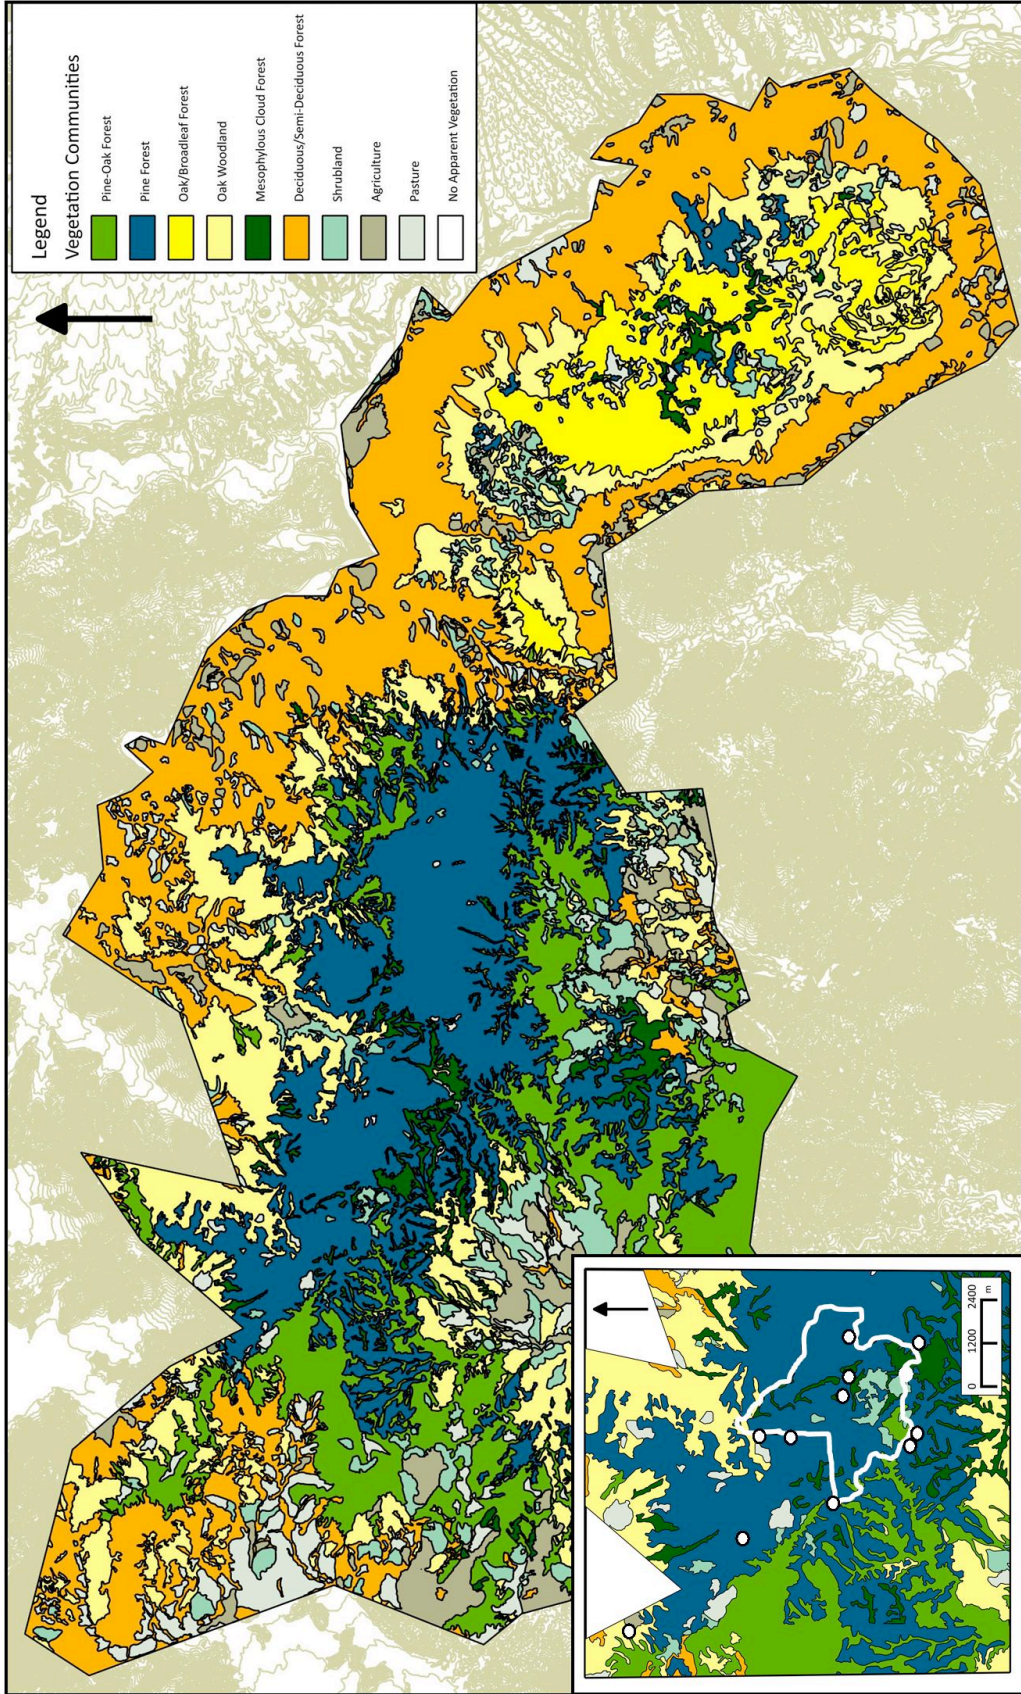 Legend
Vegetation Communities
Pine-Oak Forest
Pine Forest
Oak/Broadleaf Forest
Oak Woodland
Mesophylous Cloud Forest
Deciduous/Semi-Deciduous Forest
Shrubland
Agriculture
Pasture
No Apparent Vegetation
0 1200 2400
m